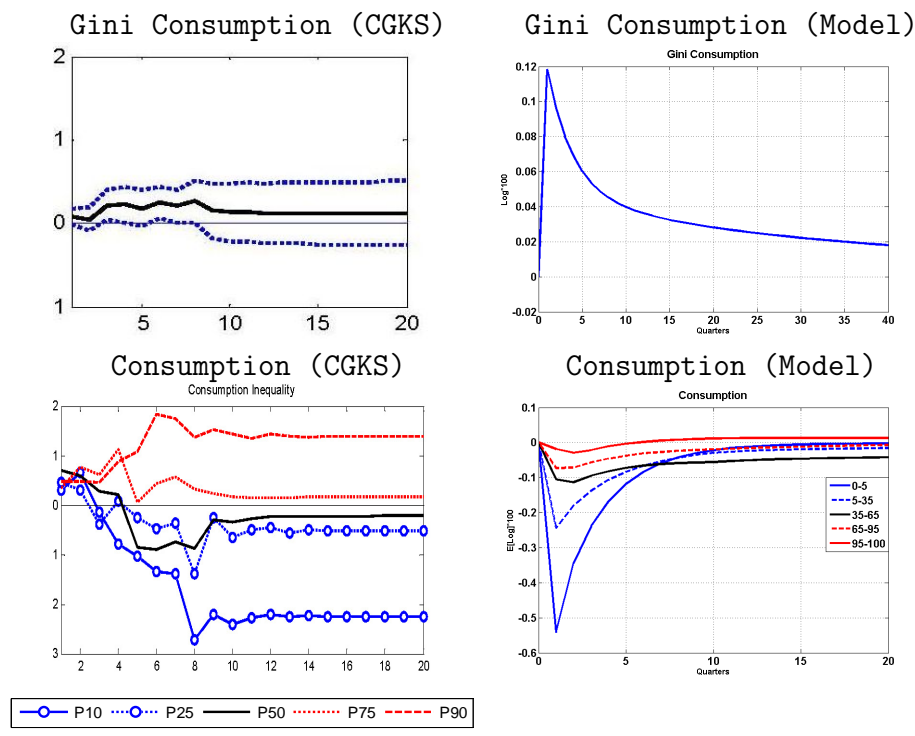 Gini Consumption (CGKS)
2
1
0
1
5
10
15
20
Gini Consumption (Model)
Gini Consumption
0.12
0.1
0.08
0.06
0.04
0.02
0
-0.02
Log*100
0 5 10 15 20 25 30 35 40
Quarters
Consumption (CGKS)
Consumption Inequality
2
1
0
1
2
3
2 4 6 8 10 12 14 16 18 20
P10 P25 P50 P75 P90
Consumption (Model)
Consumption
0.1
0
-0.1
-0.2
-0.3
-0.4
-0.5
-0.6
E[Log]*100
0-5
5-35
35-65
65-95
95-100
0 5 10 15 20
Quarters